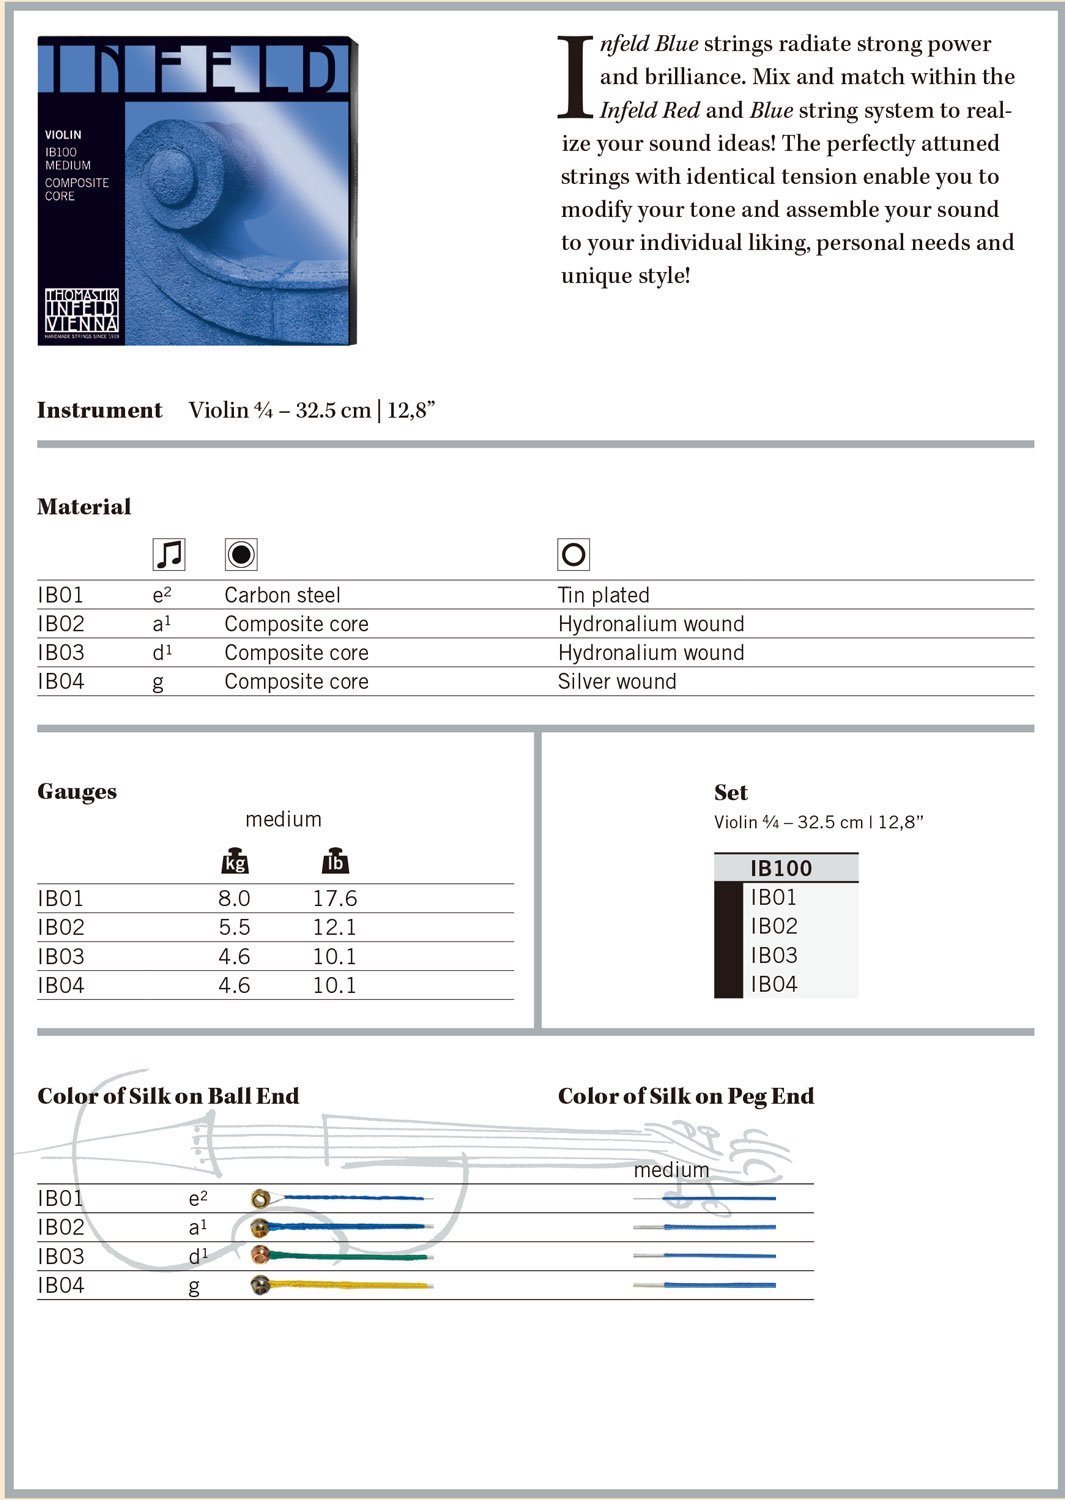 INFELD
VIOLIN
IB100
MEDIUM
COMPOSITE
CORE
THOMASTIK
INFELD
VIENNA
HANDMADE STRINGS SINCE 1919
Infeld Blue strings radiate strong power
and brilliance. Mix and match within the
Infeld Red and Blue string system to real-
ize your sound ideas! The perfectly attuned
strings with identical tension enable you to
modify your tone and assemble your sound
to your individual liking, personal needs and
unique style!
Instrument Violin 4/4 – 32.5 cm | 12,8”
Material
IB01 e² Carbon steel Tin plated
IB02 a¹ Composite core Hydronalium wound
IB03 d¹ Composite core Hydronalium wound
IB04 g Composite core Silver wound
Gauges
medium
kg lb
IB01 8.0 17.6
IB02 5.5 12.1
IB03 4.6 10.1
IB04 4.6 10.1
Set
Violin 4/4 – 32.5 cm | 12,8”
IB100
IB01
IB02
IB03
IB04
Color of Silk on Ball End Color of Silk on Peg End
medium
IB01 e²
IB02 a¹
IB03 d¹
IB04 g